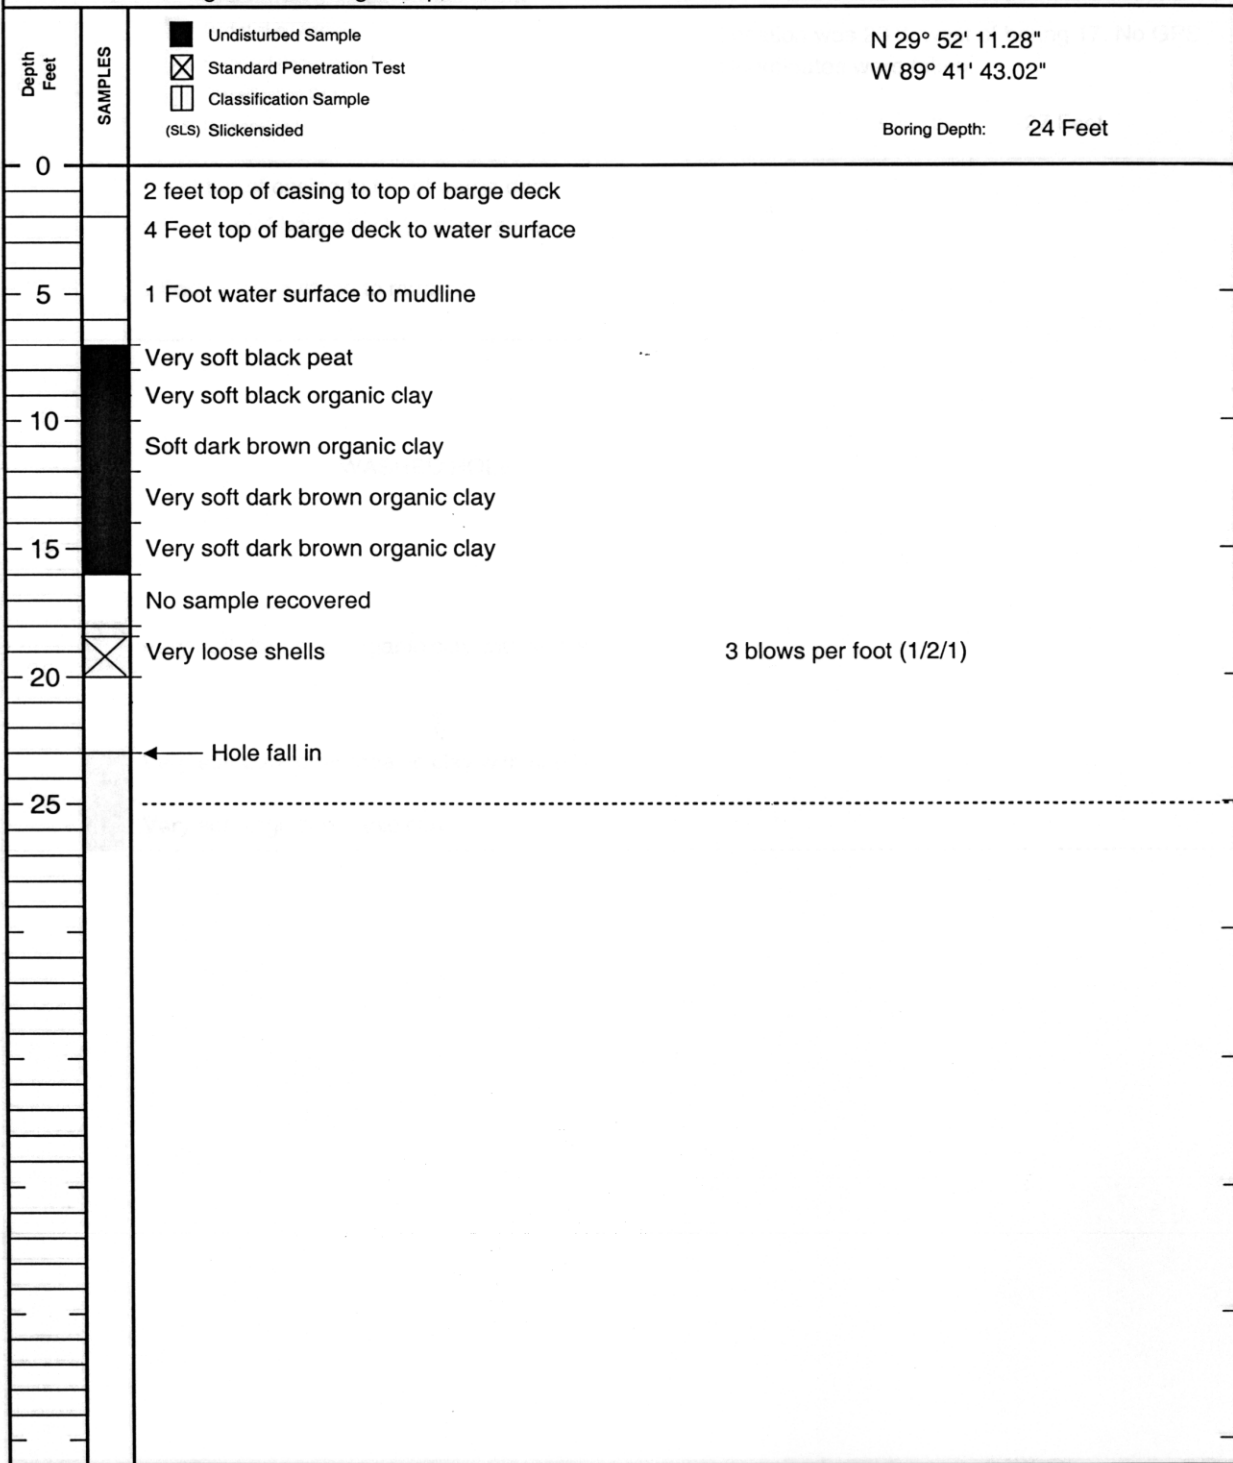 Depth
Feet
SAMPLES
Undisturbed Sample
Standard Penetration Test
Classification Sample
(SLS) Slickensided
N 29° 52' 11.28"
W 89° 41' 43.02"
Boring Depth: 24 Feet
0
2 feet top of casing to top of barge deck
4 Feet top of barge deck to water surface
5
1 Foot water surface to mudline
Very soft black peat
Very soft black organic clay
10
Soft dark brown organic clay
Very soft dark brown organic clay
15
Very soft dark brown organic clay
No sample recovered
Very loose shells 3 blows per foot (1/2/1)
20
Hole fall in
25